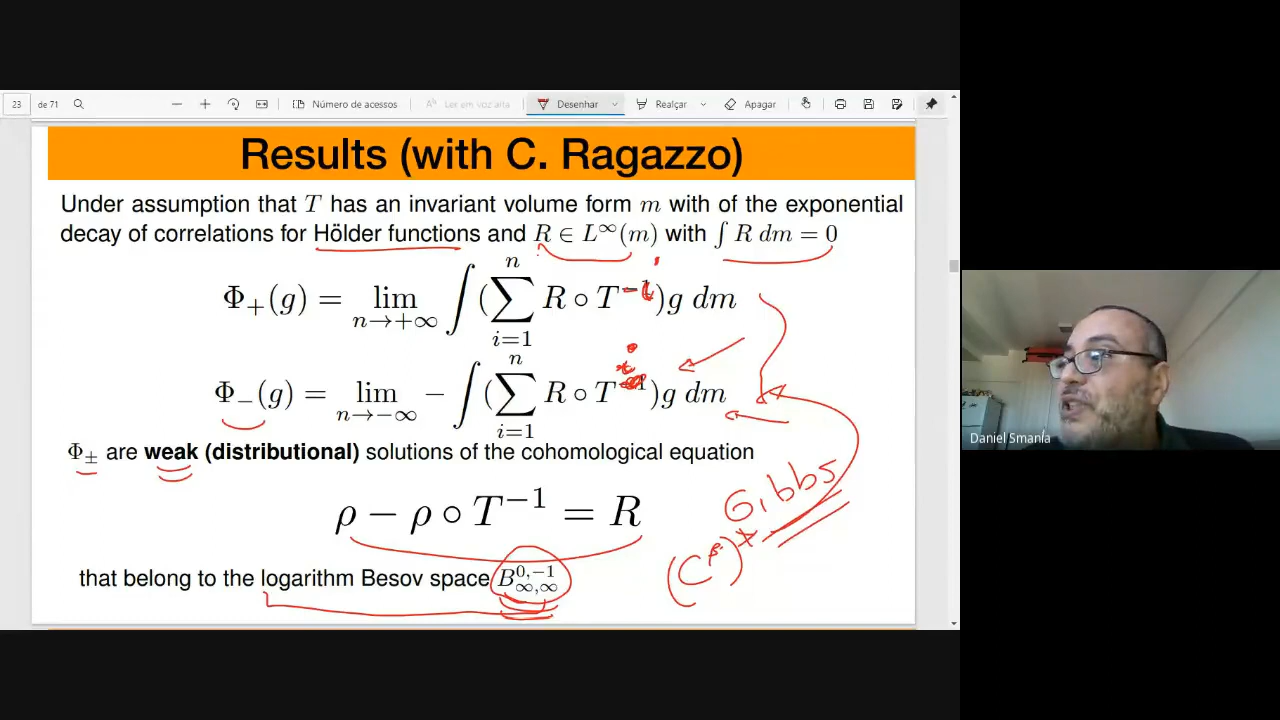 23 de 71 Número de acessos Ler em voz alta Desenhar Realçar Apagar
Results (with C. Ragazzo)
Under assumption that T has an invariant volume form m with of the exponential
decay of correlations for Hölder functions and R ∈ L^∞(m) with ∫ R dm = 0
Φ₊(g) = lim_{n→+∞} ∫ (∑_{i=1}^{n} R ∘ T^{-i}) g dm
Φ₋(g) = lim_{n→-∞} - ∫ (∑_{i=1}^{n} R ∘ T^{i}) g dm
Φ± are weak (distributional) solutions of the cohomological equation
ρ − ρ ∘ T^{-1} = R
Gibbs
(C^β)*
that belong to the logarithm Besov space B^{0,-1}_{∞,∞}
Daniel Smania